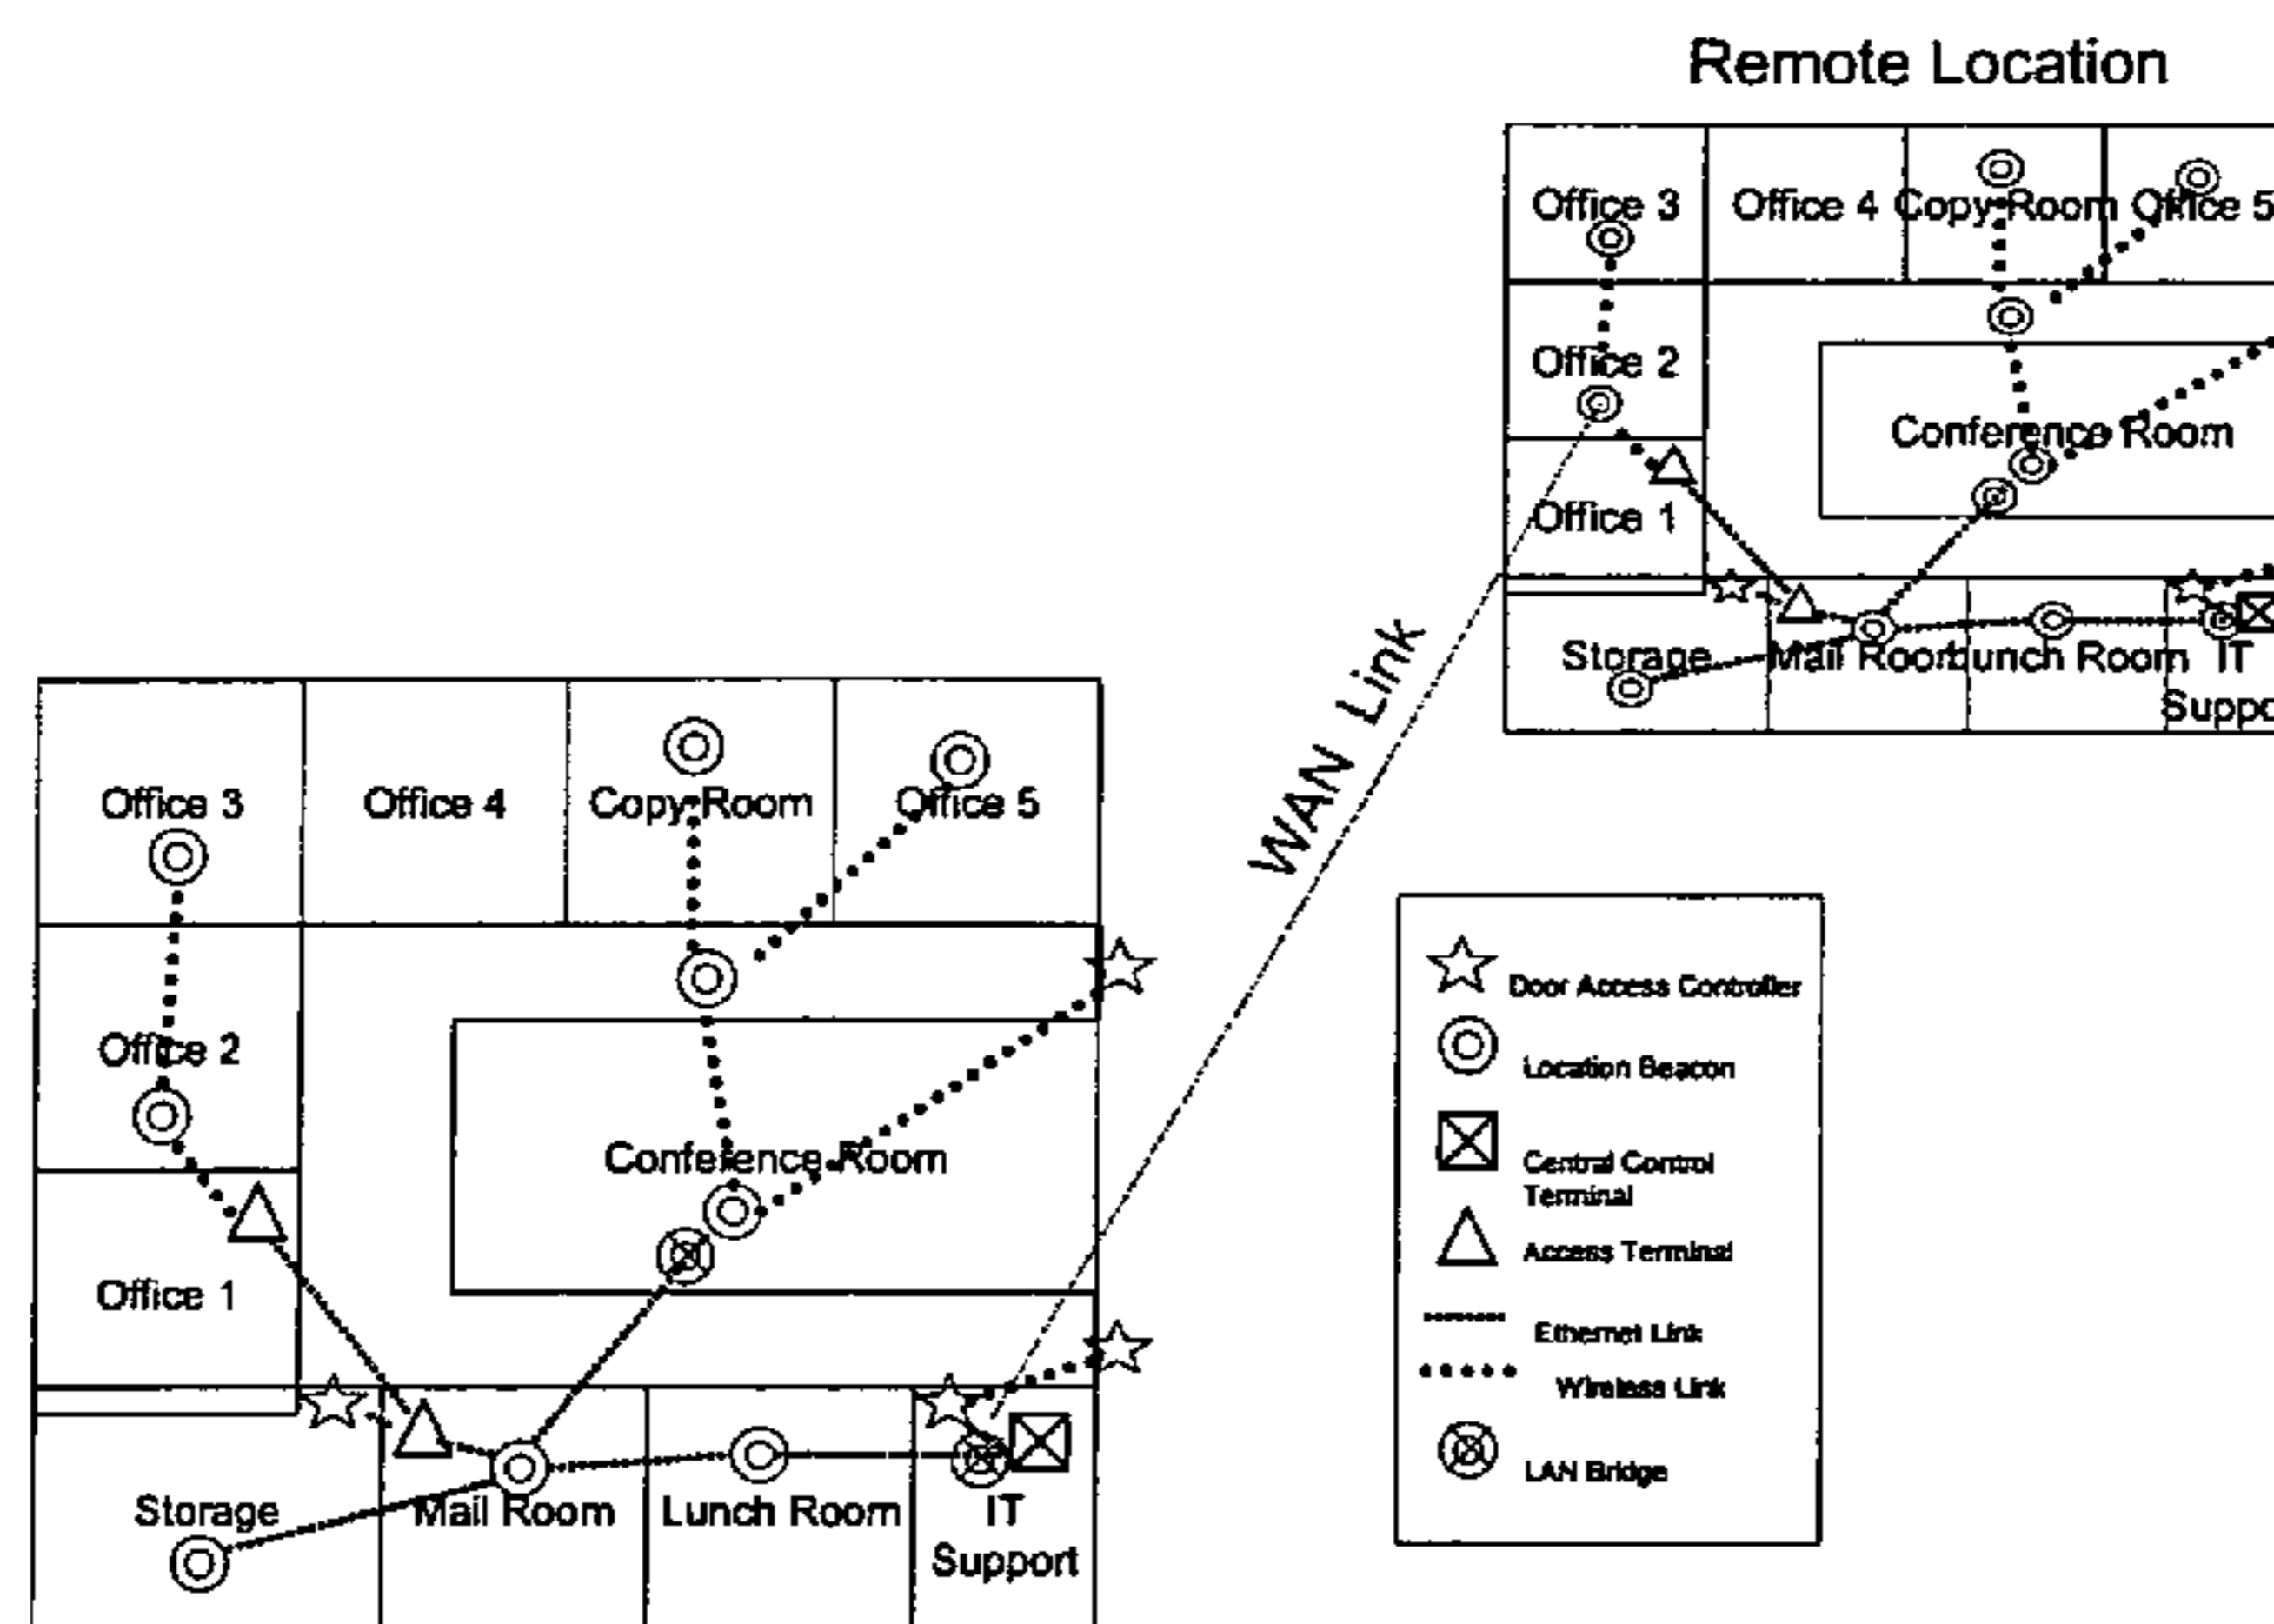 Remote Location
Office 3
Office 4
Copy Room
Office 5
Office 2
Conference Room
Office 1
Storage
Mail Room
Lunch Room
IT
WAN Link
Office 3
Office 4
Copy Room
Office 5
Office 2
Conference Room
Office 1
Storage
Mail Room
Lunch Room
IT
Support
Door Access Controller
Location Beacon
Central Control
Terminal
Access Terminal
Ethernet Link
Wireless Link
LAN Bridge